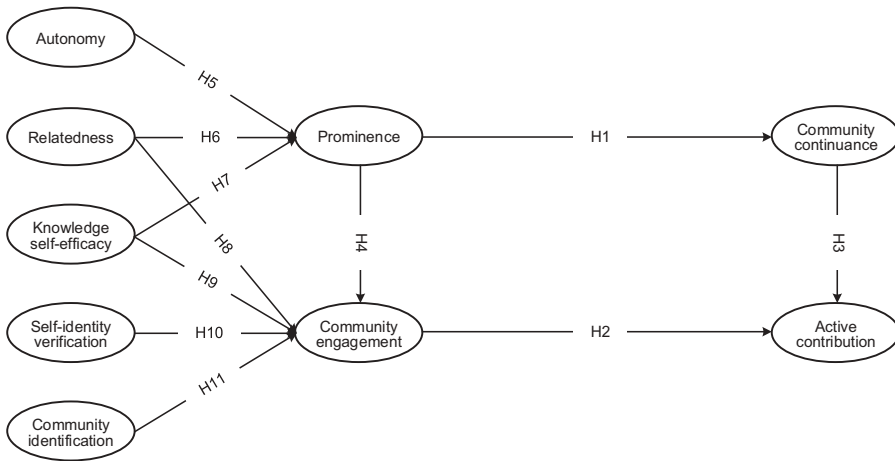 Autonomy
H5
Relatedness
H6
Prominence
H1
Community
continuance
H7
Knowledge
self-efficacy
H8
H4
H3
H9
Self-identity
verification
H10
Community
engagement
H2
Active
contribution
H11
Community
identification